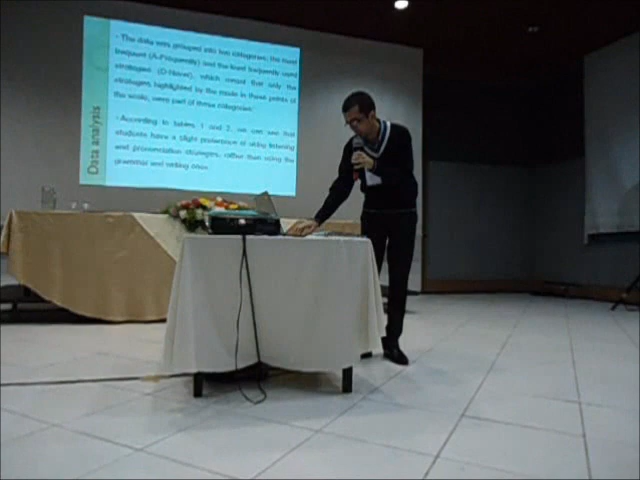 Data analysis
- The data were grouped into two categories: the most
frequent (A-Frequently) and the least frequently used
strategies (D-Never), which meant that only the
strategies highlighted by the mode in those points of
the scale, were part of these categories.
- According to tables 1 and 2, we can see that
students have a slight preference of using listening
and pronunciation strategies, rather than using the
grammar and writing ones.